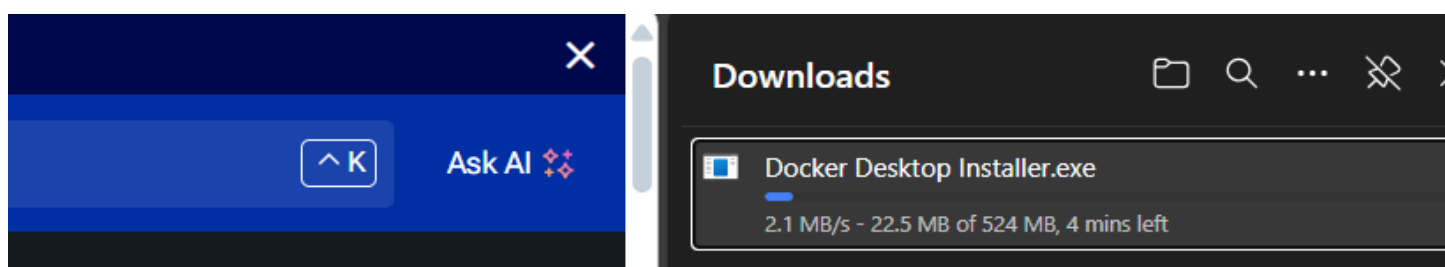 ^ K
Ask AI
Downloads
Docker Desktop Installer.exe
2.1 MB/s - 22.5 MB of 524 MB, 4 mins left